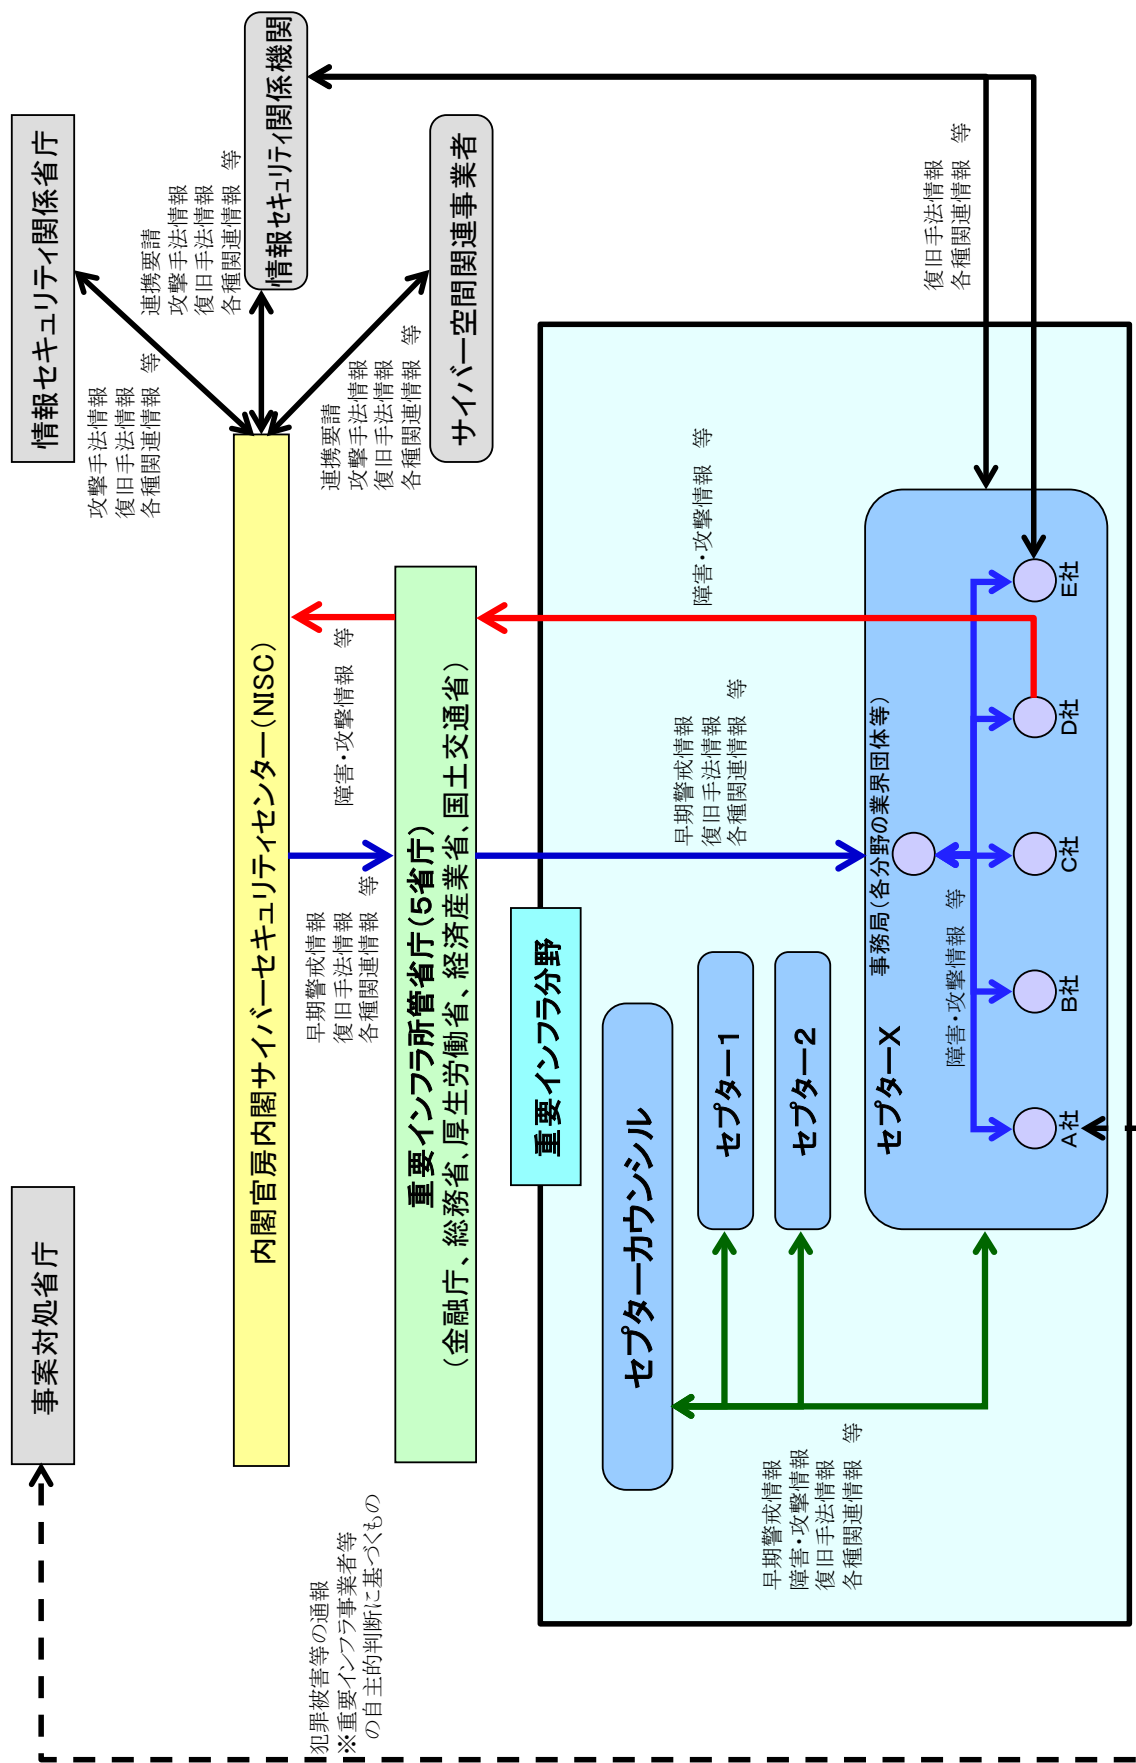 事案対処省庁
情報セキュリティ関係省庁
攻撃手法情報
復旧手法情報
各種関連情報 等
連携要請
攻撃手法情報
復旧手法情報
各種関連情報 等
情報セキュリティ関係機関
内閣官房内閣サイバーセキュリティセンター(NISC)
連携要請
攻撃手法情報
復旧手法情報
各種関連情報 等
サイバー空間関連事業者
犯罪被害等の通報
※重要インフラ事業者等
の自主的判断に基づくもの
早期警戒情報
復旧手法情報
各種関連情報 等
障害・攻撃情報 等
重要インフラ所管省庁(5省庁)
(金融庁、総務省、厚生労働省、経済産業省、国土交通省)
重要インフラ分野
セプターカウンシル
早期警戒情報
復旧手法情報
各種関連情報 等
障害・攻撃情報 等
セプター1
セプター2
早期警戒情報
障害・攻撃情報
復旧手法情報
各種関連情報 等
事務局(各分野の業界団体等)
セプターX
障害・攻撃情報 等
復旧手法情報
各種関連情報 等
A社
B社
C社
D社
E社